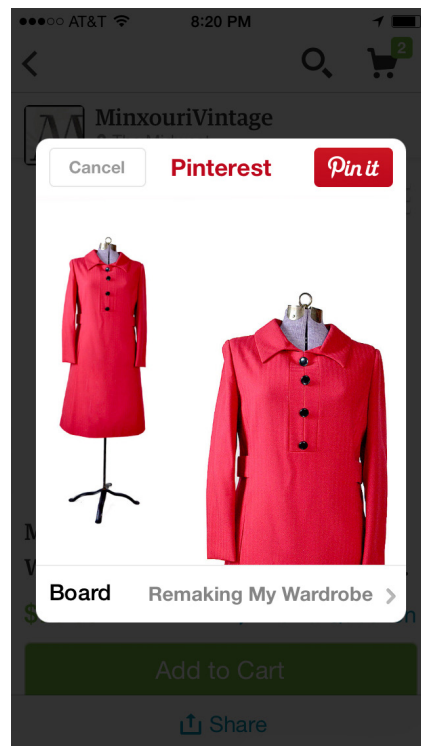 AT&T 8:20 PM
2
MinxouriVintage
Cancel Pinterest Pin it
Board Remaking My Wardrobe
$
Add to Cart
Share